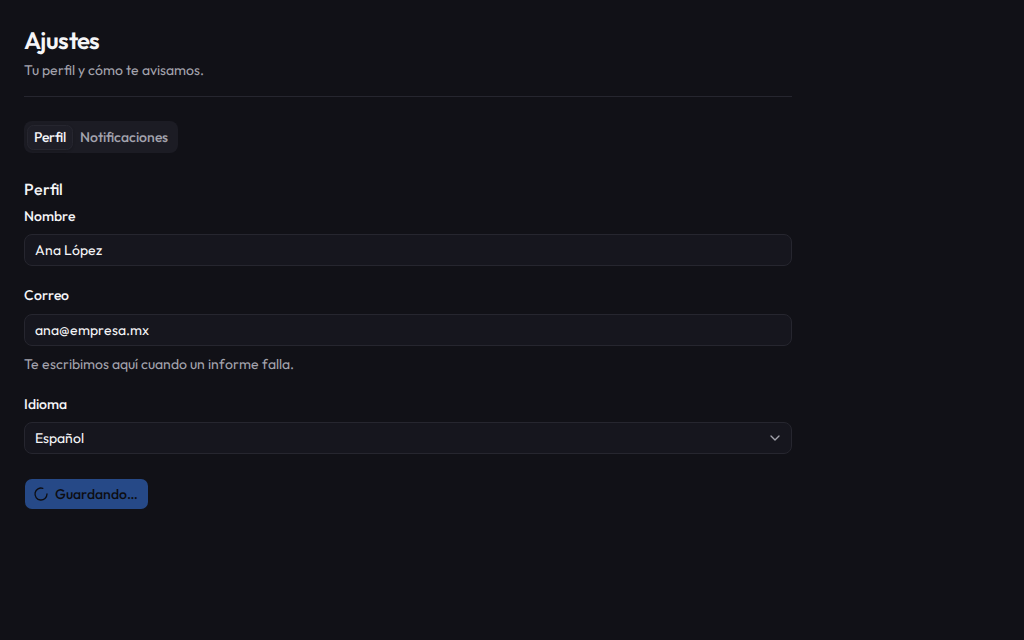 Ajustes
Tu perfil y cómo te avisamos.
Perfil
Notificaciones
Perfil
Nombre
Ana López
Correo
ana@empresa.mx
Te escribimos aquí cuando un informe falla.
Idioma
Español
Guardando…